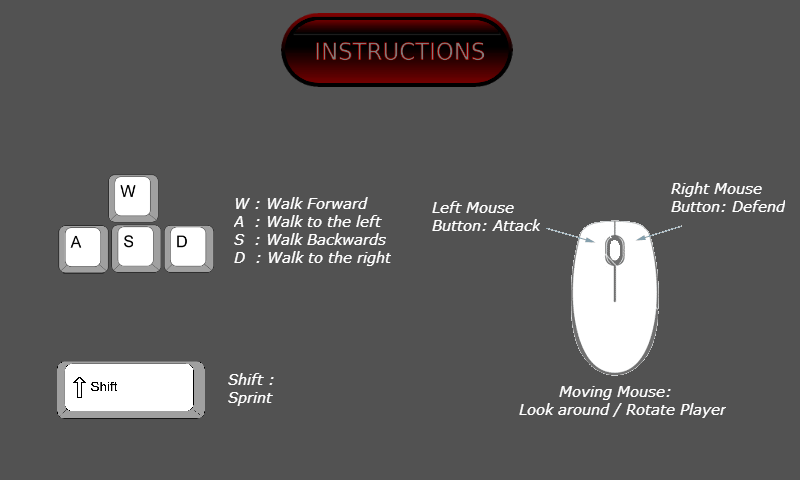 INSTRUCTIONS
W
A
S
D
W : Walk Forward
A : Walk to the left
S : Walk Backwards
D : Walk to the right
Left Mouse
Button: Attack
Right Mouse
Button: Defend
Shift
Shift :
Sprint
Moving Mouse:
Look around / Rotate Player